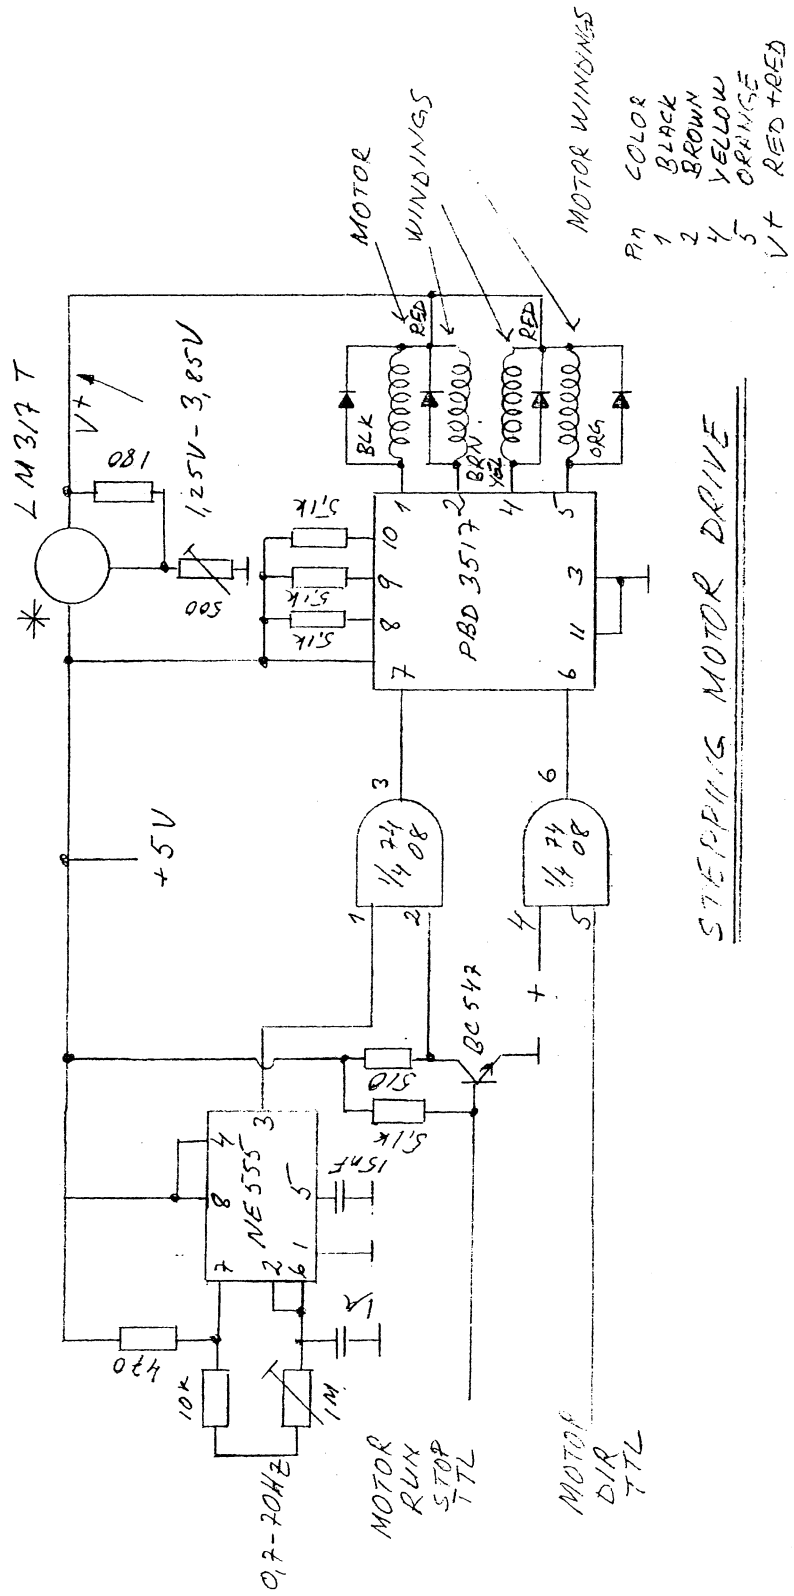 LM317T
*
V+
180
1,25V-3,85V
500
5,1k
5,1k
5,1k
+5V
7
8
9
10
PBD 3517
1
2
4
5
6
11
3
BLK
RED
BRN.
YEL
RED
ORG
MOTOR
WINDINGS
MOTOR WINDINGS
Pin COLOR
1 BLACK
2 BROWN
4 YELLOW
5 ORANGE
V+ RED+RED
470
10k
1M.
0,7-70Hz
7
8
4
NE555
2
6
1
5
3
15nF
510
5,1k
BC547
1
2
1/4 74
08
3
+
4
5
1/4 74
08
6
MOTOR
RUN
STOP
TTL
MOTOR
DIR
TTL
STEPPING MOTOR DRIVE